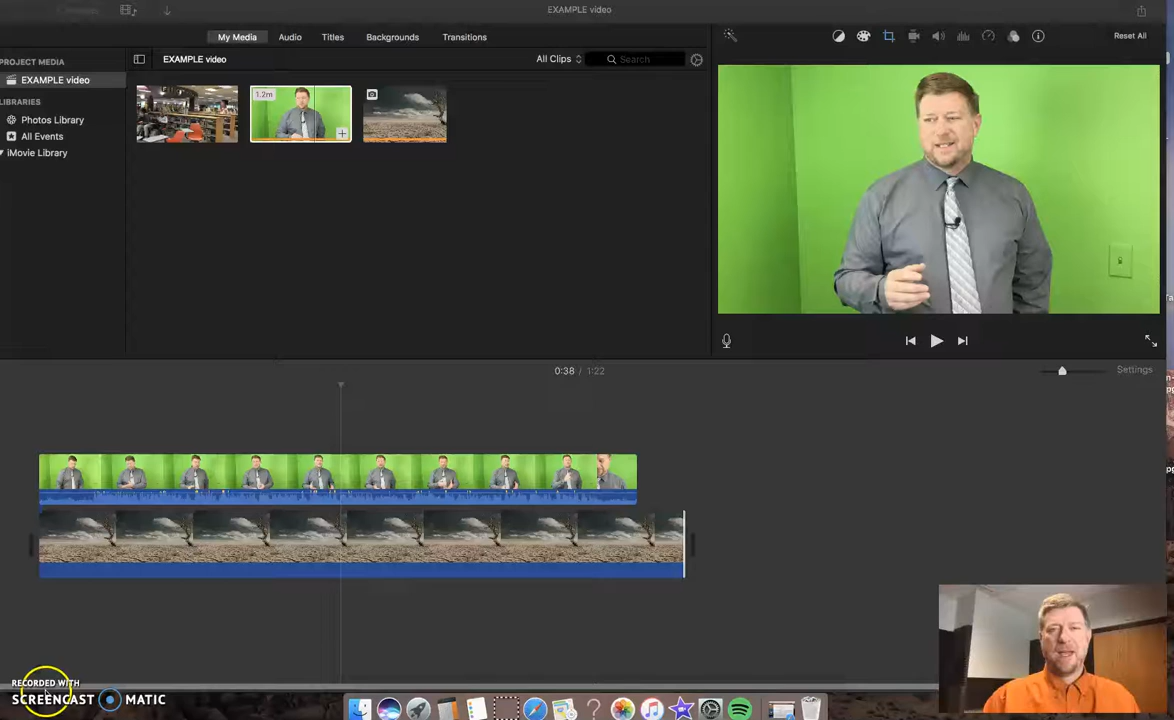 EXAMPLE video
My Media
Audio
Titles
Backgrounds
Transitions
Reset All
PROJECT MEDIA
EXAMPLE video
All Clips
Search
EXAMPLE video
LIBRARIES
Photos Library
All Events
iMovie Library
1.2m
0:38 / 1:22
Settings
RECORDED WITH
SCREENCAST MATIC